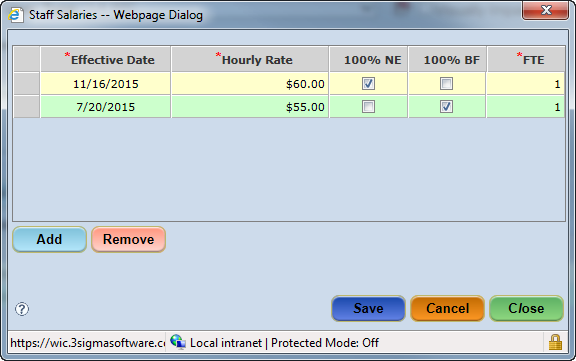 Staff Salaries -- Webpage Dialog
*Effective Date *Hourly Rate 100% NE 100% BF *FTE
11/16/2015 $60.00 1
7/20/2015 $55.00 1
Add Remove
? Save Cancel Close
https://wic.3sigmasoftware.co Local intranet | Protected Mode: Off